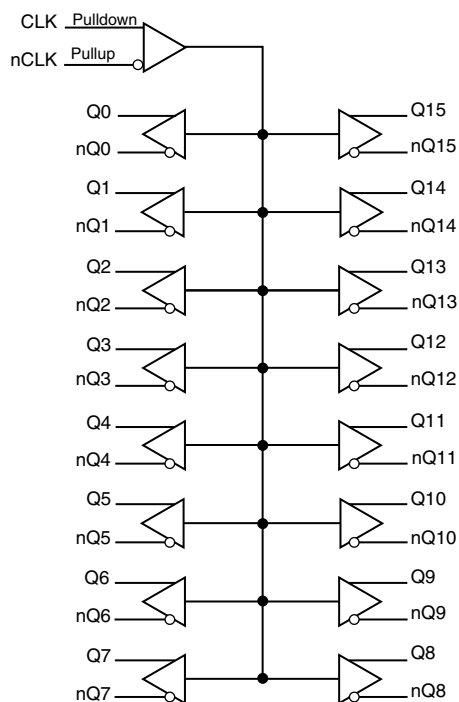 CLK Pulldown
nCLK Pullup
Q0 Q15
nQ0 nQ15
Q1 Q14
nQ1 nQ14
Q2 Q13
nQ2 nQ13
Q3 Q12
nQ3 nQ12
Q4 Q11
nQ4 nQ11
Q5 Q10
nQ5 nQ10
Q6 Q9
nQ6 nQ9
Q7 Q8
nQ7 nQ8